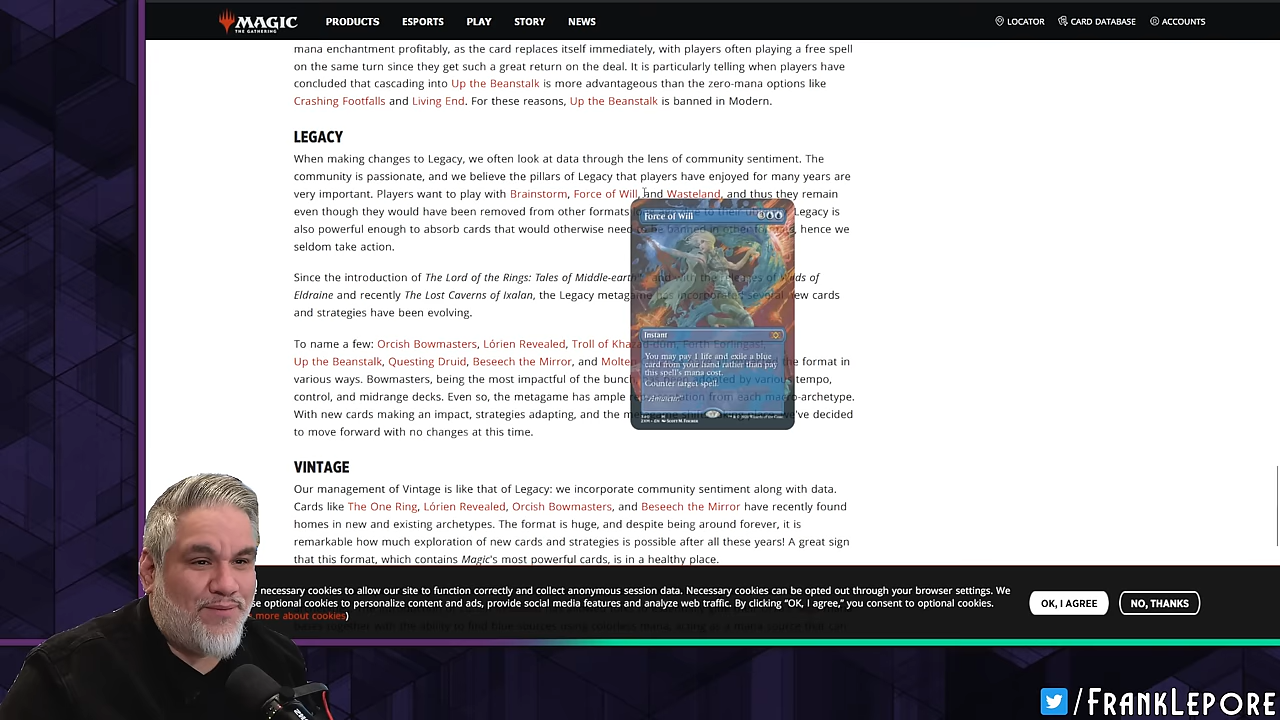 MAGIC
THE GATHERING
PRODUCTS ESPORTS PLAY STORY NEWS
LOCATOR CARD DATABASE ACCOUNTS
mana enchantment profitably, as the card replaces itself immediately, with players often playing a free spell
on the same turn since they get such a great return on the deal. It is particularly telling when players have
concluded that cascading into Up the Beanstalk is more advantageous than the zero-mana options like
Crashing Footfalls and Living End. For these reasons, Up the Beanstalk is banned in Modern.
LEGACY
When making changes to Legacy, we often look at data through the lens of community sentiment. The
community is passionate, and we believe the pillars of Legacy that players have enjoyed for many years are
very important. Players want to play with Brainstorm, Force of Will, and Wasteland, and thus they remain
even though they would have been removed from other formats long ago due to their Legacy is
also powerful enough to absorb cards that would otherwise need to be banned in other formats, hence we
seldom take action.
Since the introduction of The Lord of the Rings: Tales of Middle-earth, and with the releases of Wilds of
Eldraine and recently The Lost Caverns of Ixalan, the Legacy metagame has incorporated several new cards
and strategies have been evolving.
To name a few: Orcish Bowmasters, Lórien Revealed, Troll of Khazad-dûm, Forth Eorlingas!,
Up the Beanstalk, Questing Druid, Beseech the Mirror, and Molten the format in
various ways. Bowmasters, being the most impactful of the bunch, adopted by various tempo,
control, and midrange decks. Even so, the metagame has ample representation from each macro-archetype.
With new cards making an impact, strategies adapting, and the we've decided
to move forward with no changes at this time.
Force of Will
Instant
You may pay 1 life and exile a blue
card from your hand rather than pay
this spell's mana cost.
Counter target spell.
VINTAGE
Our management of Vintage is like that of Legacy: we incorporate community sentiment along with data.
Cards like The One Ring, Lórien Revealed, Orcish Bowmasters, and Beseech the Mirror have recently found
homes in new and existing archetypes. The format is huge, and despite being around forever, it is
remarkable how much exploration of new cards and strategies is possible after all these years! A great sign
that this format, which contains Magic's most powerful cards, is in a healthy place.
necessary cookies to allow our site to function correctly and collect anonymous session data. Necessary cookies can be opted out through your browser settings. We
optional cookies to personalize content and ads, provide social media features and analyze web traffic. By clicking “OK, I agree,” you consent to optional cookies.
more about cookies)
OK, I AGREE NO, THANKS
/FRANKLEPORE